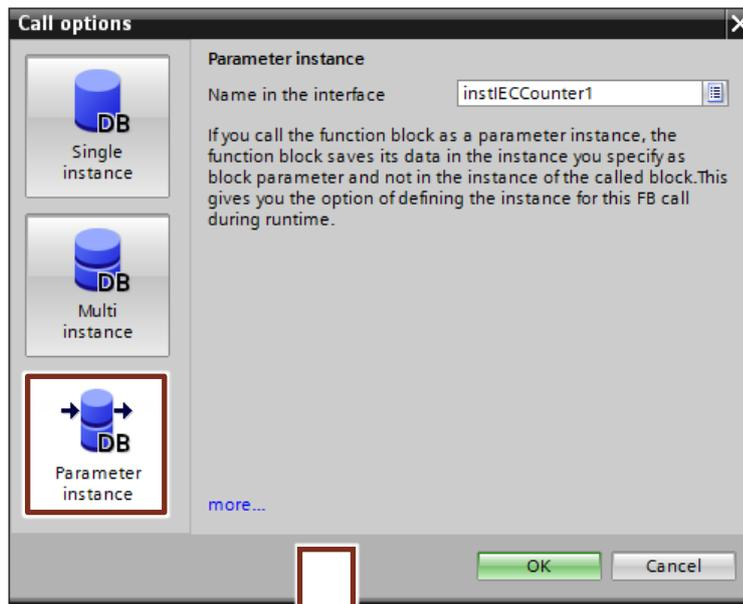 Call options
DB
Single
instance
DB
Multi
instance
DB
Parameter
instance
Parameter instance
Name in the interface
instIECCounter1
If you call the function block as a parameter instance, the
function block saves its data in the instance you specify as
block parameter and not in the instance of the called block.This
gives you the option of defining the instance for this FB call
during runtime.
more...
OK
Cancel